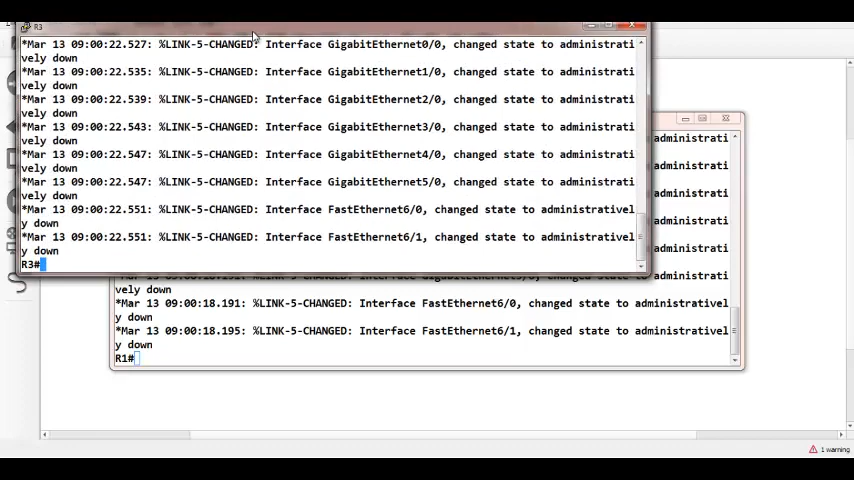 R3
*Mar 13 09:00:22.527: %LINK-5-CHANGED: Interface GigabitEthernet0/0, changed state to administrati
vely down
*Mar 13 09:00:22.535: %LINK-5-CHANGED: Interface GigabitEthernet1/0, changed state to administrati
vely down
*Mar 13 09:00:22.539: %LINK-5-CHANGED: Interface GigabitEthernet2/0, changed state to administrati
vely down
*Mar 13 09:00:22.543: %LINK-5-CHANGED: Interface GigabitEthernet3/0, changed state to administrati
vely down
*Mar 13 09:00:22.547: %LINK-5-CHANGED: Interface GigabitEthernet4/0, changed state to administrati
vely down
*Mar 13 09:00:22.547: %LINK-5-CHANGED: Interface GigabitEthernet5/0, changed state to administrati
vely down
*Mar 13 09:00:22.551: %LINK-5-CHANGED: Interface FastEthernet6/0, changed state to administrativel
y down
*Mar 13 09:00:22.551: %LINK-5-CHANGED: Interface FastEthernet6/1, changed state to administrativel
y down
R3#
administrati
administrati
administrati
administrati
administrati
administrati
vely down
*Mar 13 09:00:18.191: %LINK-5-CHANGED: Interface FastEthernet6/0, changed state to administrativel
y down
*Mar 13 09:00:18.195: %LINK-5-CHANGED: Interface FastEthernet6/1, changed state to administrativel
y down
R1#
1 warning